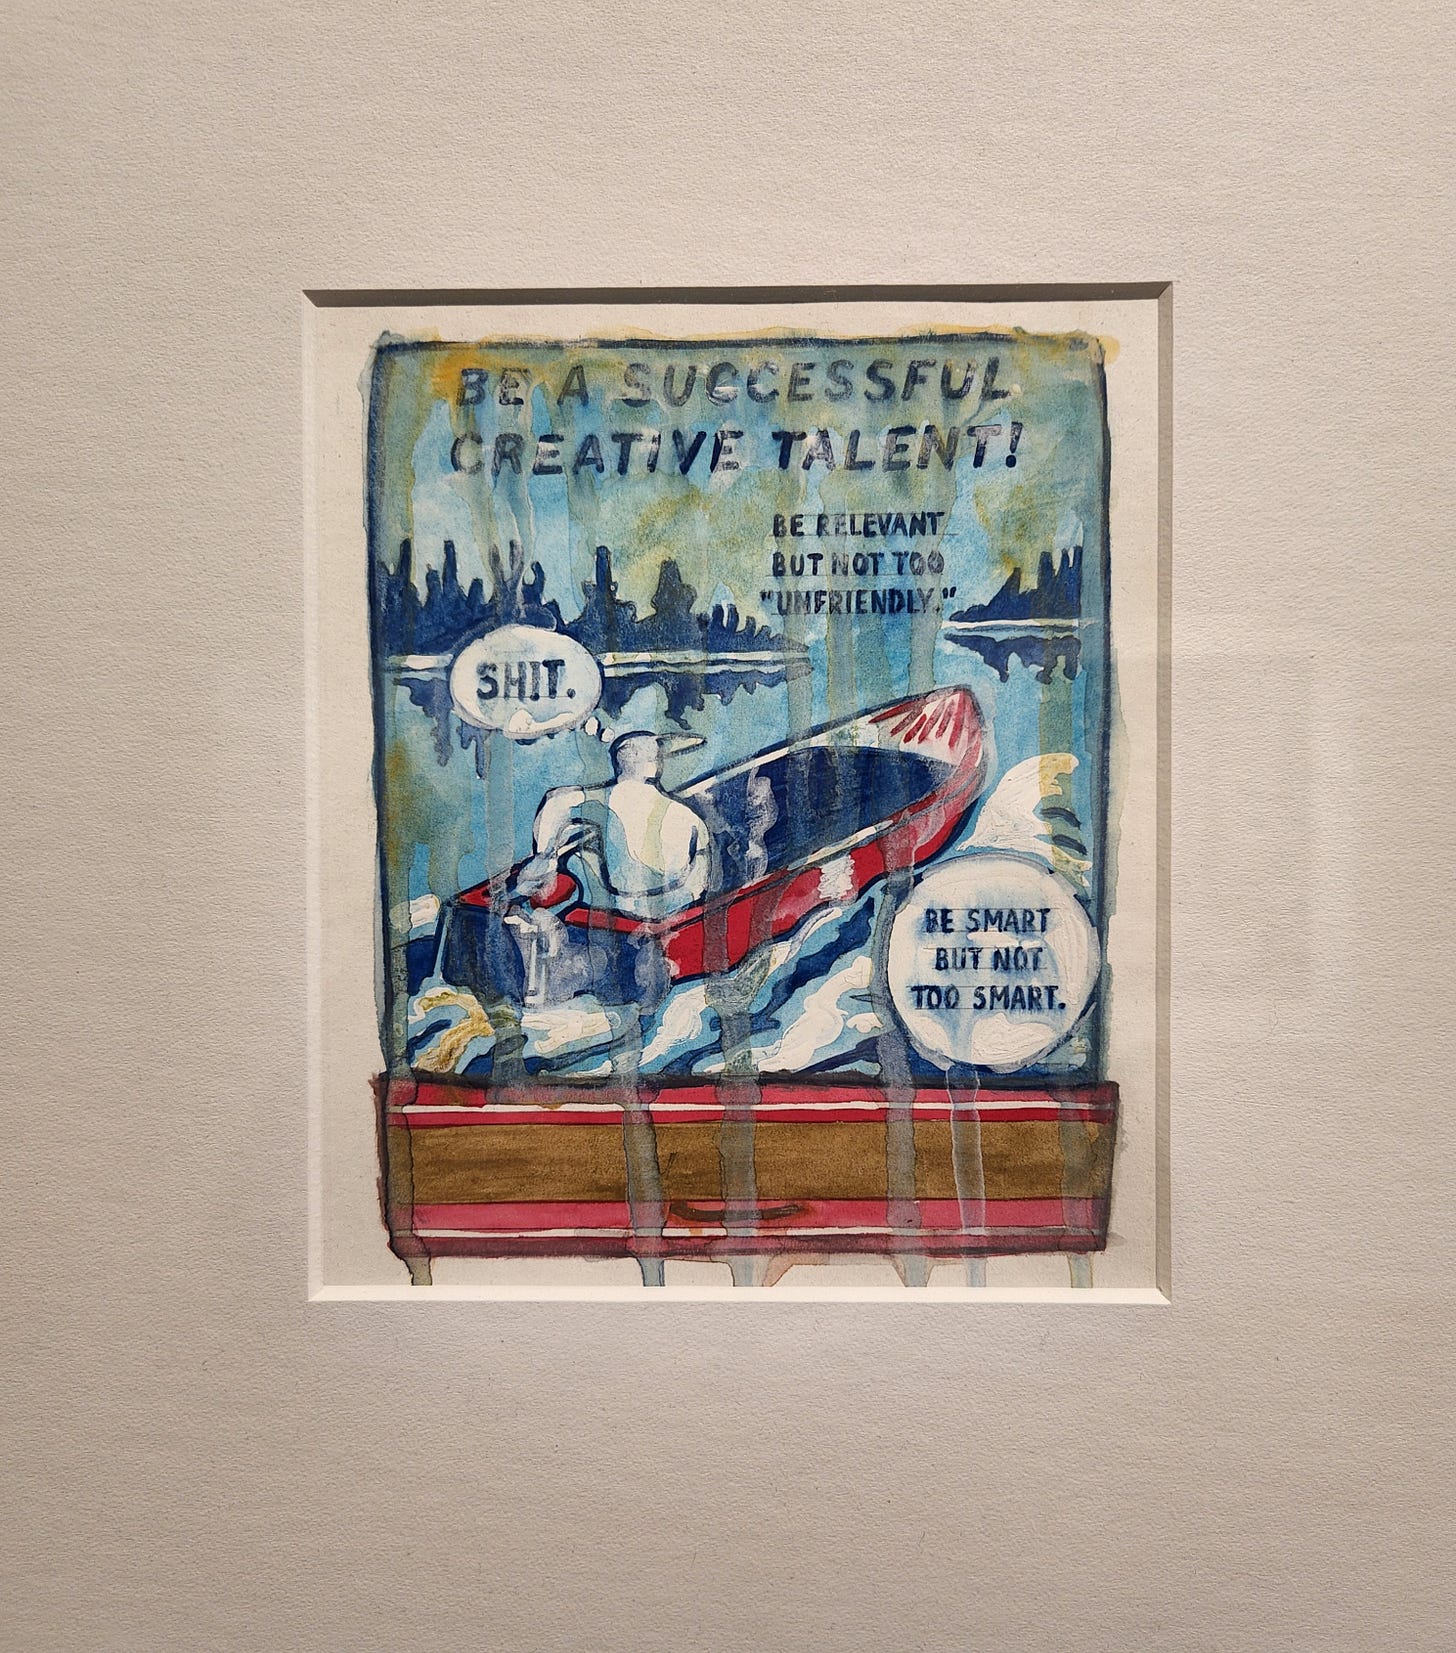 BE A SUCCESSFUL
CREATIVE TALENT!
BE RELEVANT
BUT NOT TOO
"UNFRIENDLY."
SHIT.
BE SMART
BUT NOT
TOO SMART.